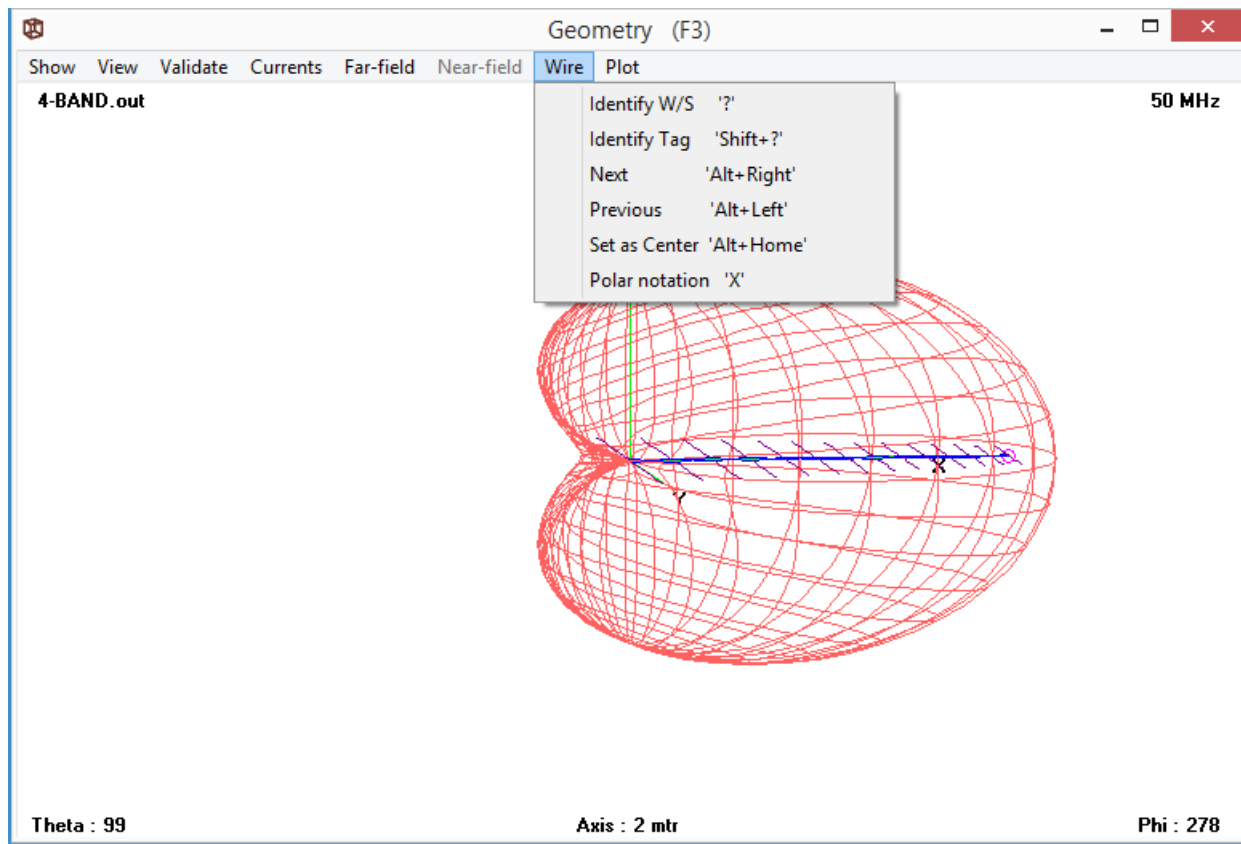 Geometry (F3)
Show View Validate Currents Far-field Near-field Wire Plot
4-BAND.out
50 MHz
Identify W/S '?'
Identify Tag 'Shift+?'
Next 'Alt+Right'
Previous 'Alt+Left'
Set as Center 'Alt+Home'
Polar notation 'X'
X
Y
Theta : 99
Axis : 2 mtr
Phi : 278